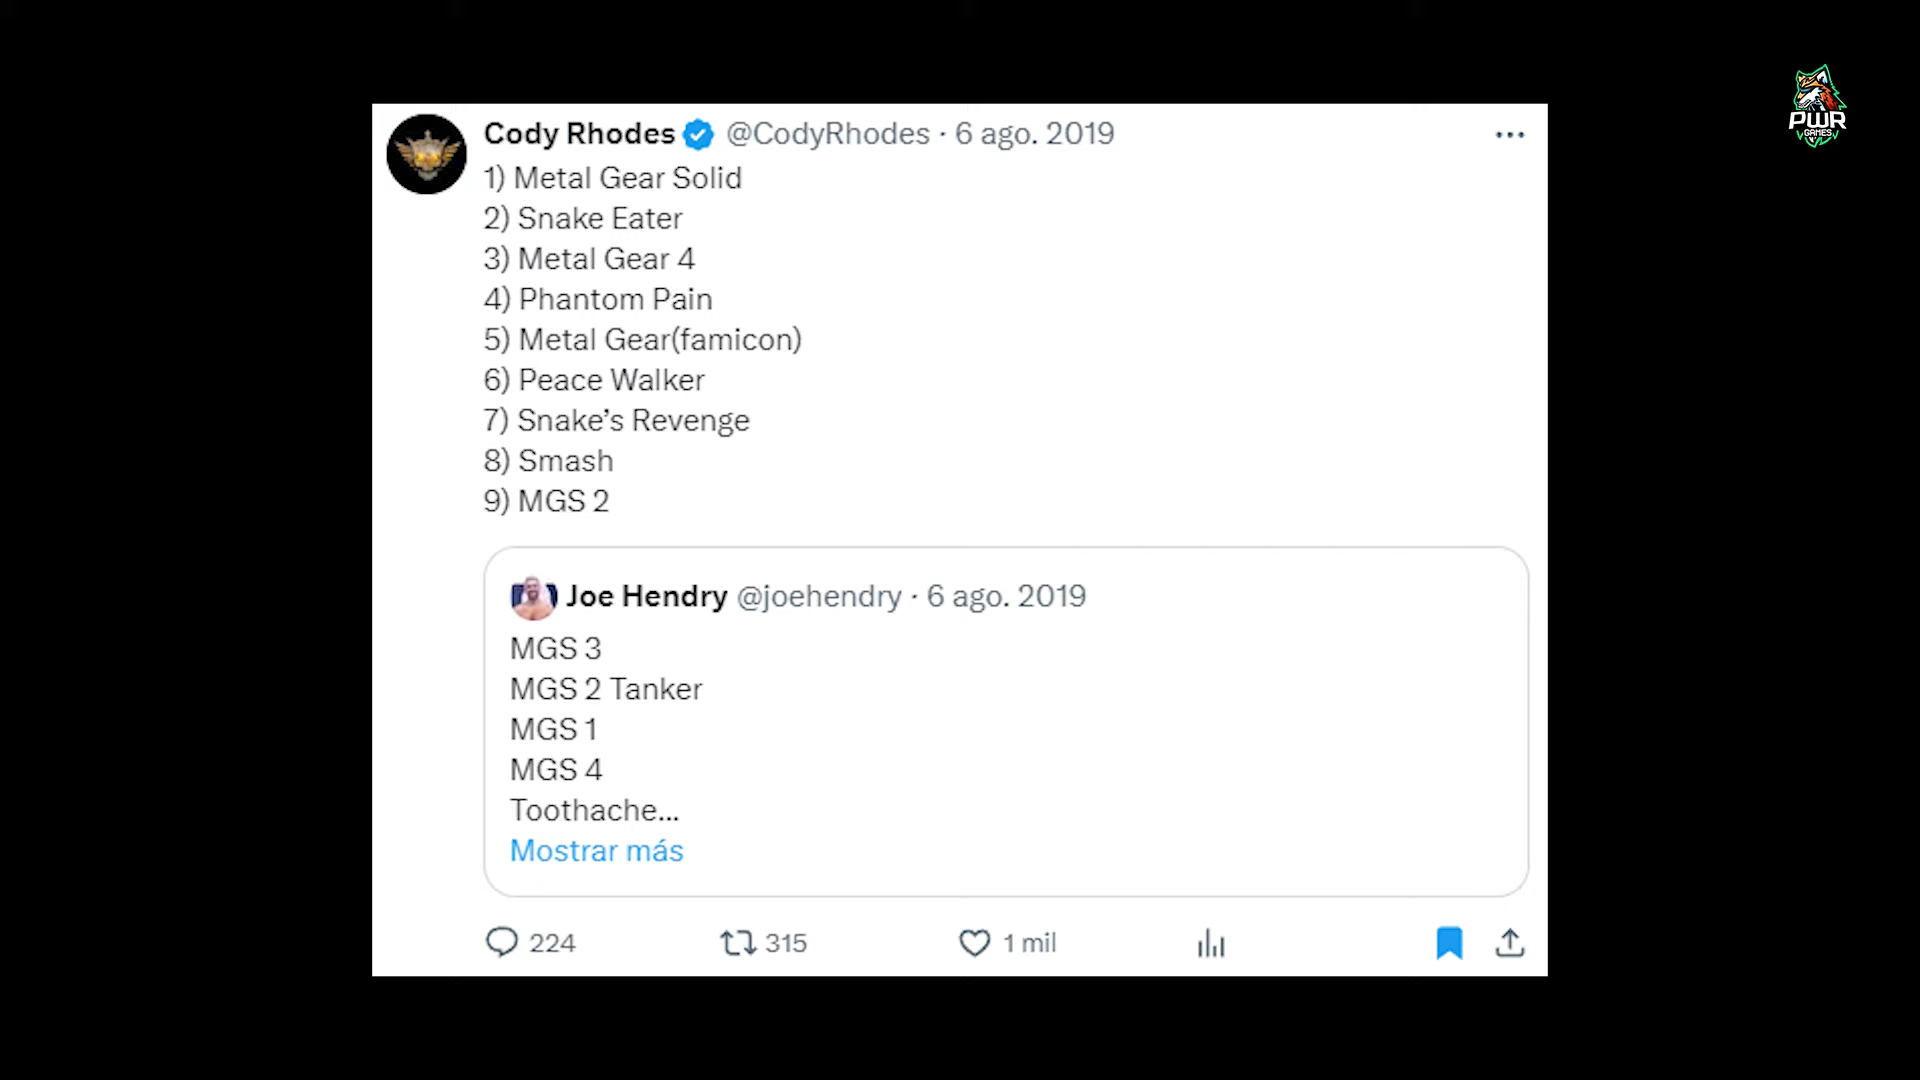 Cody Rhodes @CodyRhodes · 6 ago. 2019
1) Metal Gear Solid
2) Snake Eater
3) Metal Gear 4
4) Phantom Pain
5) Metal Gear(famicon)
6) Peace Walker
7) Snake’s Revenge
8) Smash
9) MGS 2
Joe Hendry @joehendry · 6 ago. 2019
MGS 3
MGS 2 Tanker
MGS 1
MGS 4
Toothache...
Mostrar más
224 315 1 mil
PWR
GAMES